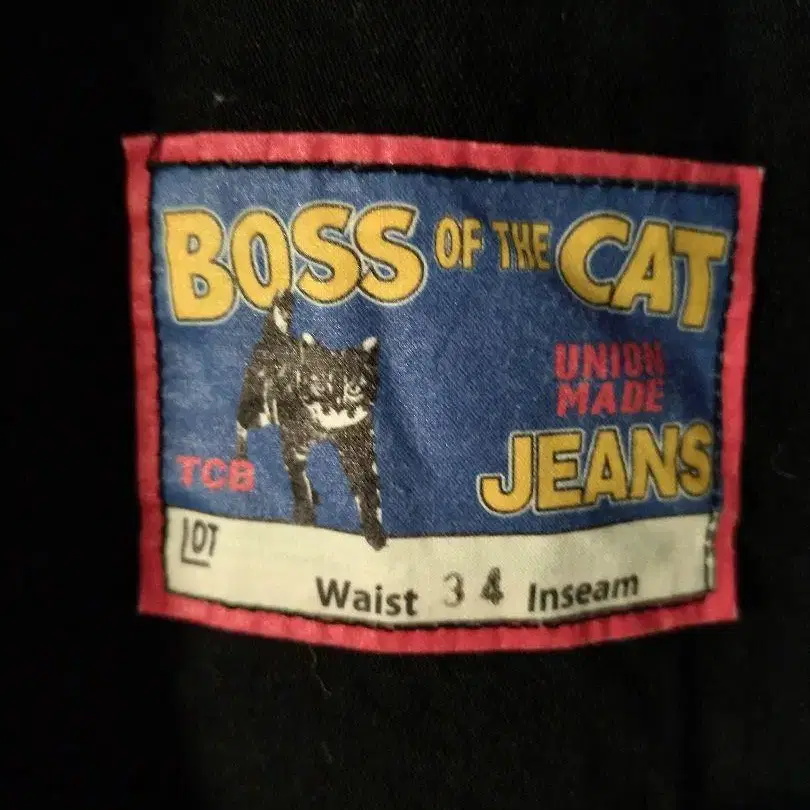 BOSS OF THE CAT
UNION
MADE
TCB
JEANS
LOT
Waist 34 Inseam